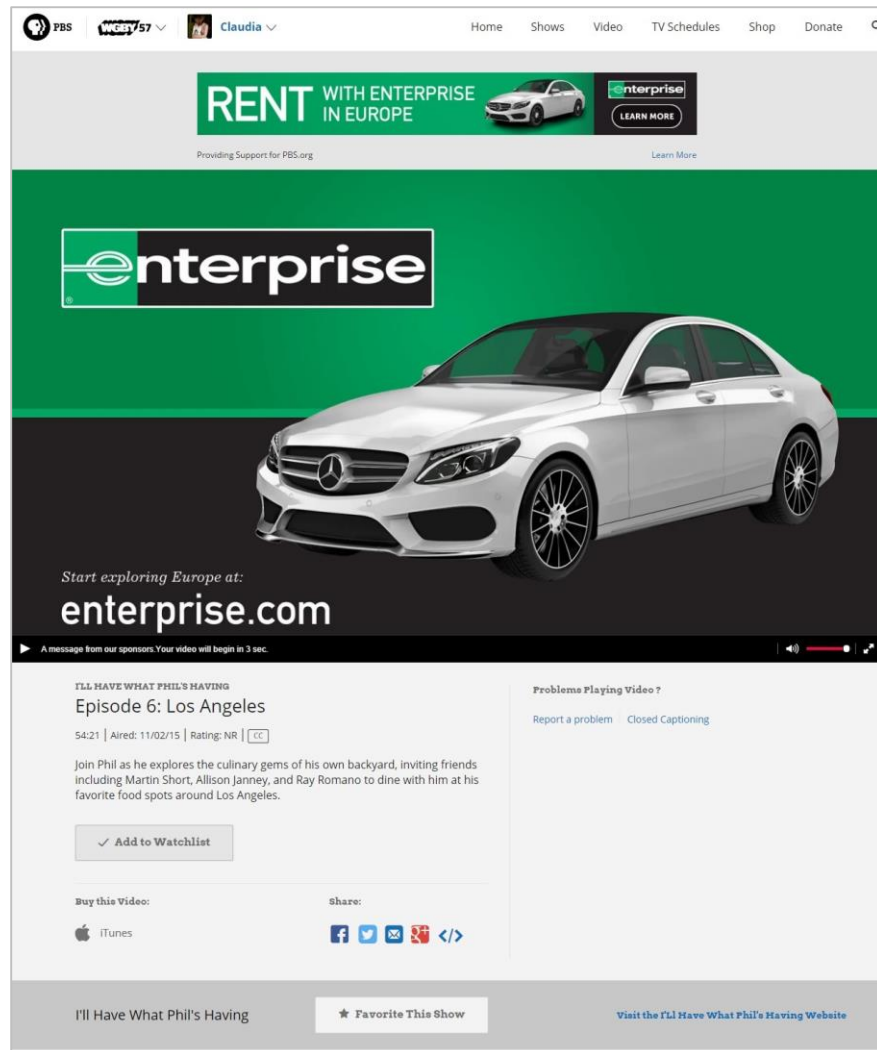 PBS WGBY/57 Claudia Home Shows Video TV Schedules Shop Donate
RENT WITH ENTERPRISE
IN EUROPE
enterprise
LEARN MORE
Providing Support for PBS.org Learn More
enterprise
®
Start exploring Europe at:
enterprise.com
A message from our sponsors.Your video will begin in 3 sec.
I'LL HAVE WHAT PHIL'S HAVING
Episode 6: Los Angeles
54:21 | Aired: 11/02/15 | Rating: NR | CC
Join Phil as he explores the culinary gems of his own backyard, inviting friends
including Martin Short, Allison Janney, and Ray Romano to dine with him at his
favorite food spots around Los Angeles.
Add to Watchlist
Buy this Video: Share:
iTunes
Problems Playing Video ?
Report a problem Closed Captioning
I'll Have What Phil's Having Favorite This Show Visit the I'Ll Have What Phil's Having Website